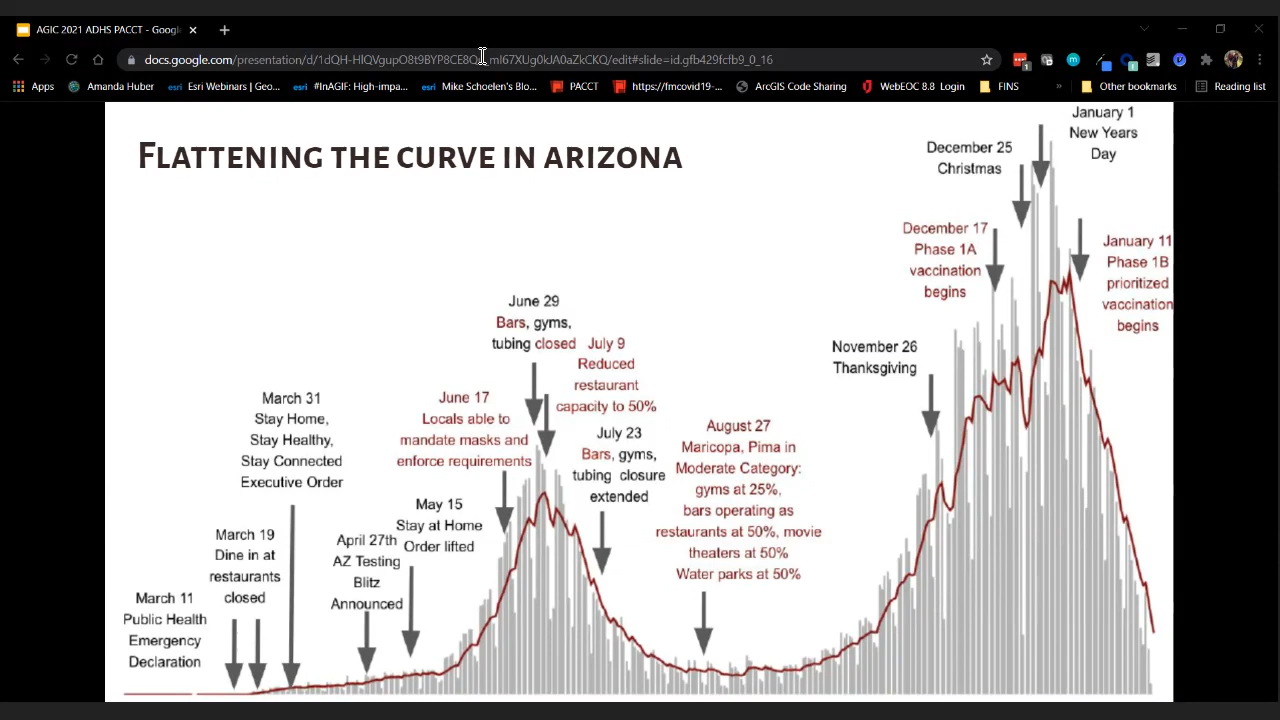 AGIC 2021 ADHS PACCT - Googl
docs.google.com/presentation/d/1dQH-HlQVgupO8t9BYP8CE8Q
mI67XUg0kJA0aZkCKQ/edit#slide=id.gfb429fcfb9_0_16
1
1
Apps
Amanda Huber
esri Esri Webinars | Geo...
esri #InAGIF: High-impa...
esri Mike Schoelen's Blo...
PACCT
https://fmcovid19-...
ArcGIS Code Sharing
WebEOC 8.8 Login
FINS
»
Other bookmarks
Reading list
Flattening the curve in Arizona
March 11
Public Health
Emergency
Declaration
March 19
Dine in at
restaurants
closed
March 31
Stay Home,
Stay Healthy,
Stay Connected
Executive Order
April 27th
AZ Testing
Blitz
Announced
May 15
Stay at Home
Order lifted
June 17
Locals able to
mandate masks and
enforce requirements
June 29
Bars, gyms,
tubing closed
July 9
Reduced
restaurant
capacity to 50%
July 23
Bars, gyms,
tubing closure
extended
August 27
Maricopa, Pima in
Moderate Category:
gyms at 25%,
bars operating as
restaurants at 50%, movie
theaters at 50%
Water parks at 50%
November 26
Thanksgiving
December 17
Phase 1A
vaccination
begins
December 25
Christmas
January 1
New Years
Day
January 11
Phase 1B
prioritized
vaccination
begins